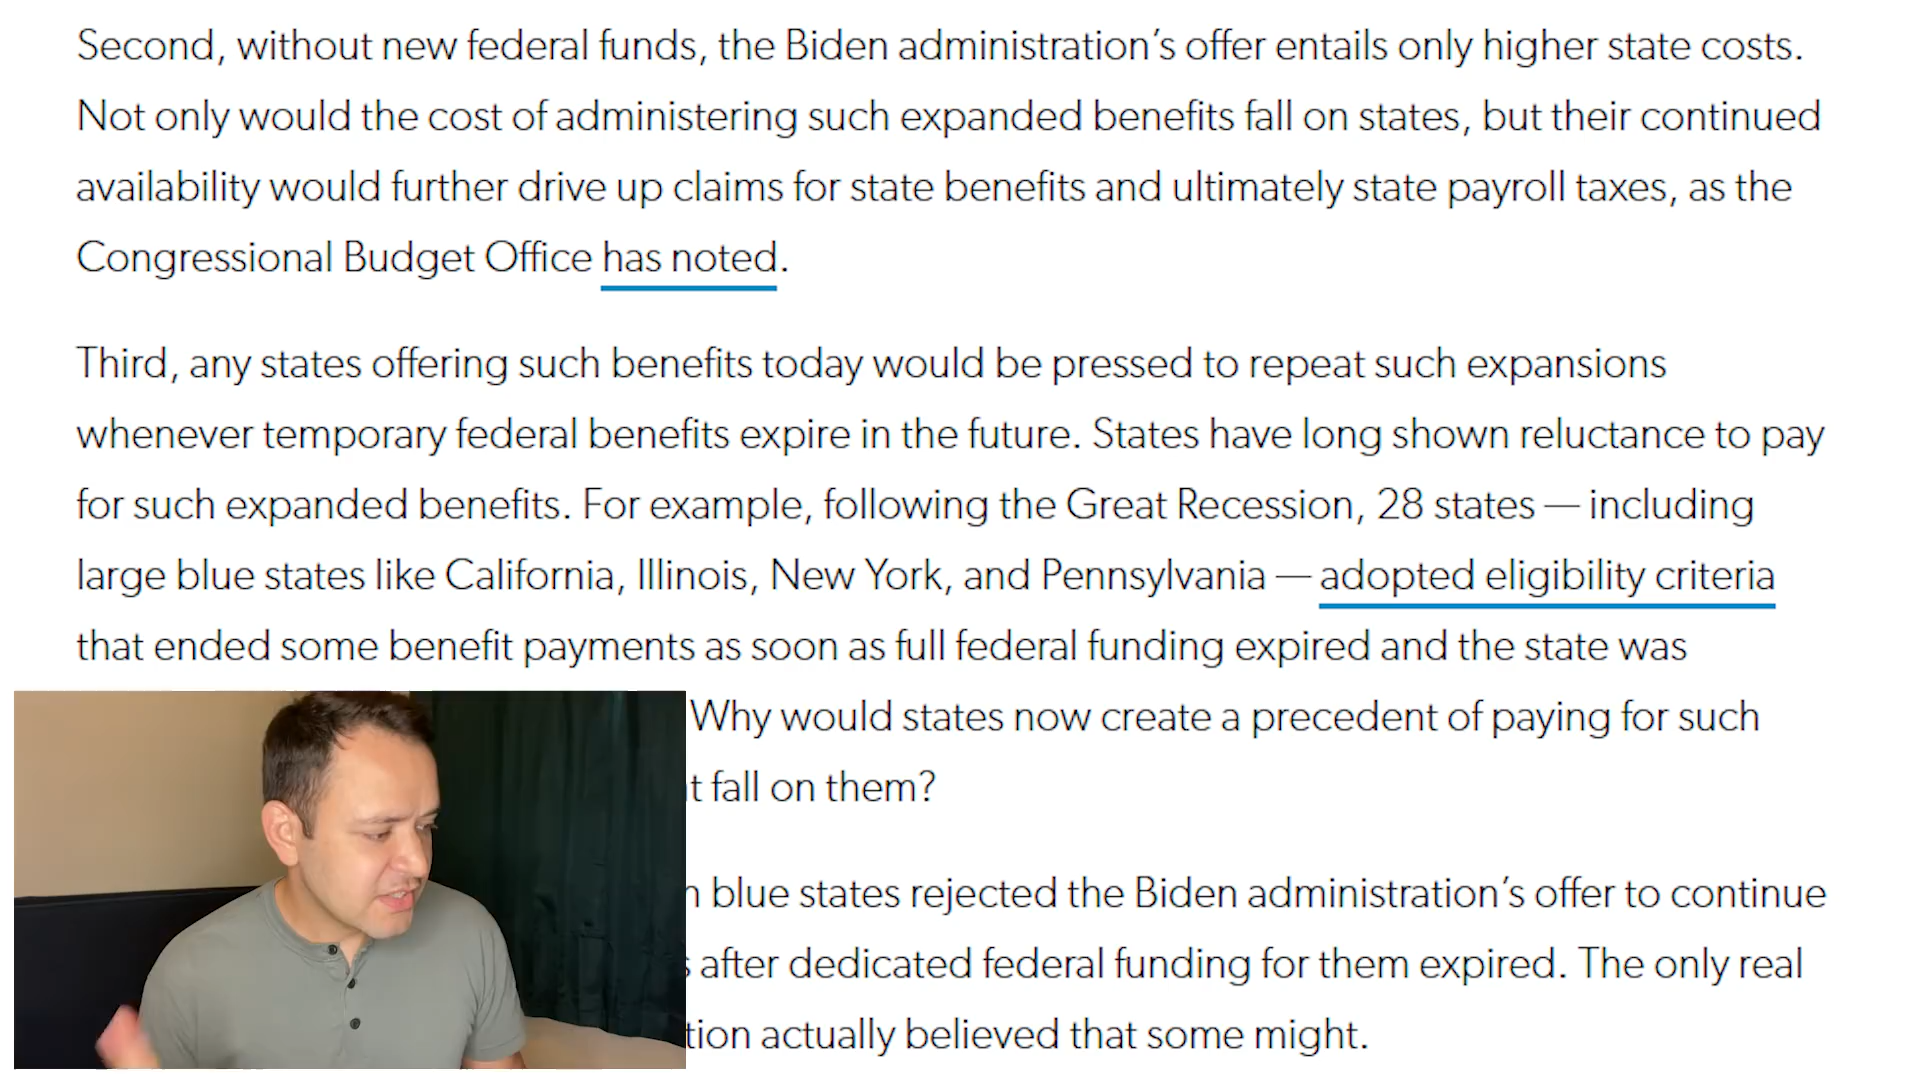 Second, without new federal funds, the Biden administration’s offer entails only higher state costs.
Not only would the cost of administering such expanded benefits fall on states, but their continued
availability would further drive up claims for state benefits and ultimately state payroll taxes, as the
Congressional Budget Office has noted.
Third, any states offering such benefits today would be pressed to repeat such expansions
whenever temporary federal benefits expire in the future. States have long shown reluctance to pay
for such expanded benefits. For example, following the Great Recession, 28 states — including
large blue states like California, Illinois, New York, and Pennsylvania — adopted eligibility criteria
that ended some benefit payments as soon as full federal funding expired and the state was
Why would states now create a precedent of paying for such
fall on them?
blue states rejected the Biden administration’s offer to continue
after dedicated federal funding for them expired. The only real
actually believed that some might.